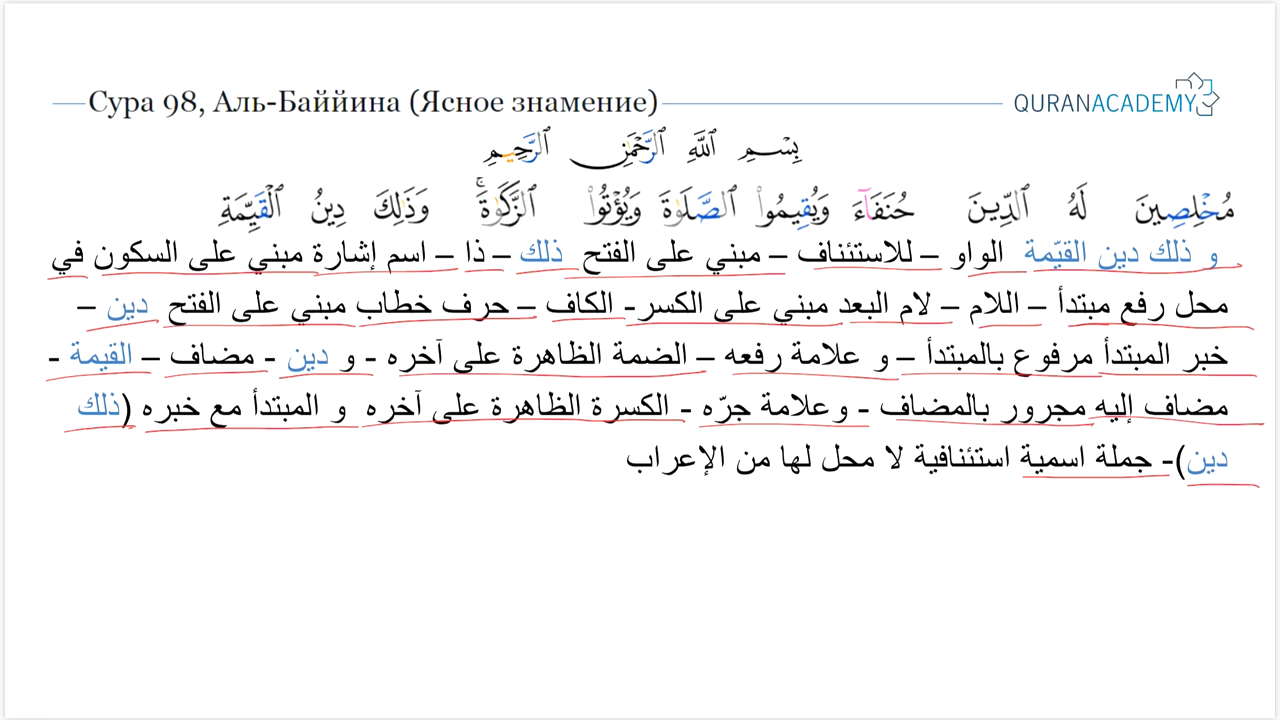 Сура 98, Аль-Баййина (Ясное знамение)
QURANACADEMY
بِسْمِ ٱللَّهِ ٱلرَّحْمَٰنِ ٱلرَّحِيمِ
مُخْلِصِينَ لَهُ ٱلدِّينَ حُنَفَآءَ وَيُقِيمُوا۟ ٱلصَّلَوٰةَ وَيُؤْتُوا۟ ٱلزَّكَوٰةَ ۚ وَذَٰلِكَ دِينُ ٱلْقَيِّمَةِ
و ذلك دين القيّمة الواو – للاستئناف – مبني على الفتح ذلك – ذا – اسم إشارة مبني على السكون في
محل رفع مبتدأ – اللام – لام البعد مبني على الكسر- الكاف – حرف خطاب مبني على الفتح دين –
خبر المبتدأ مرفوع بالمبتدأ – و علامة رفعه – الضمة الظاهرة على آخره - و دين - مضاف – القيمة -
مضاف إليه مجرور بالمضاف - وعلامة جرّه - الكسرة الظاهرة على آخره و المبتدأ مع خبره (ذلك
دين)- جملة اسمية استئنافية لا محل لها من الإعراب